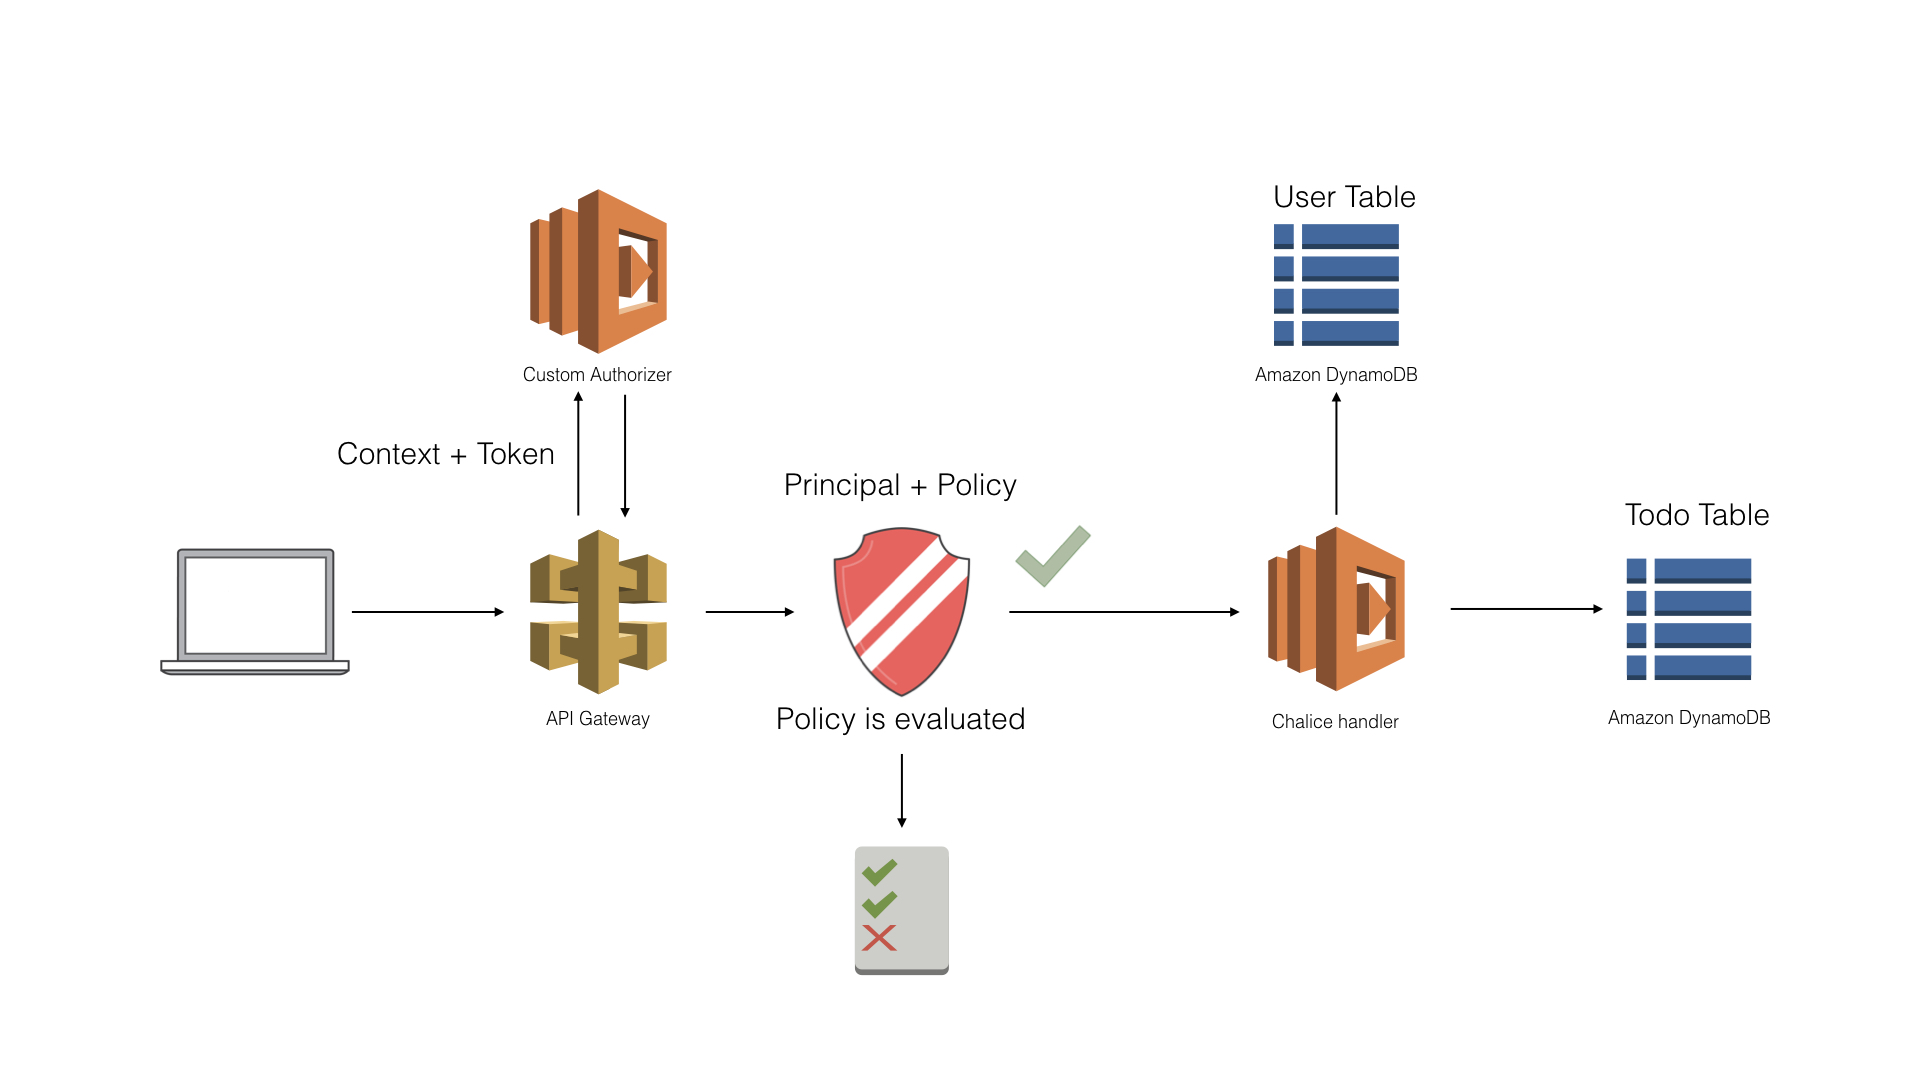 User Table
Custom Authorizer
Amazon DynamoDB
Context + Token
Principal + Policy
Todo Table
API Gateway
Policy is evaluated
Chalice handler
Amazon DynamoDB